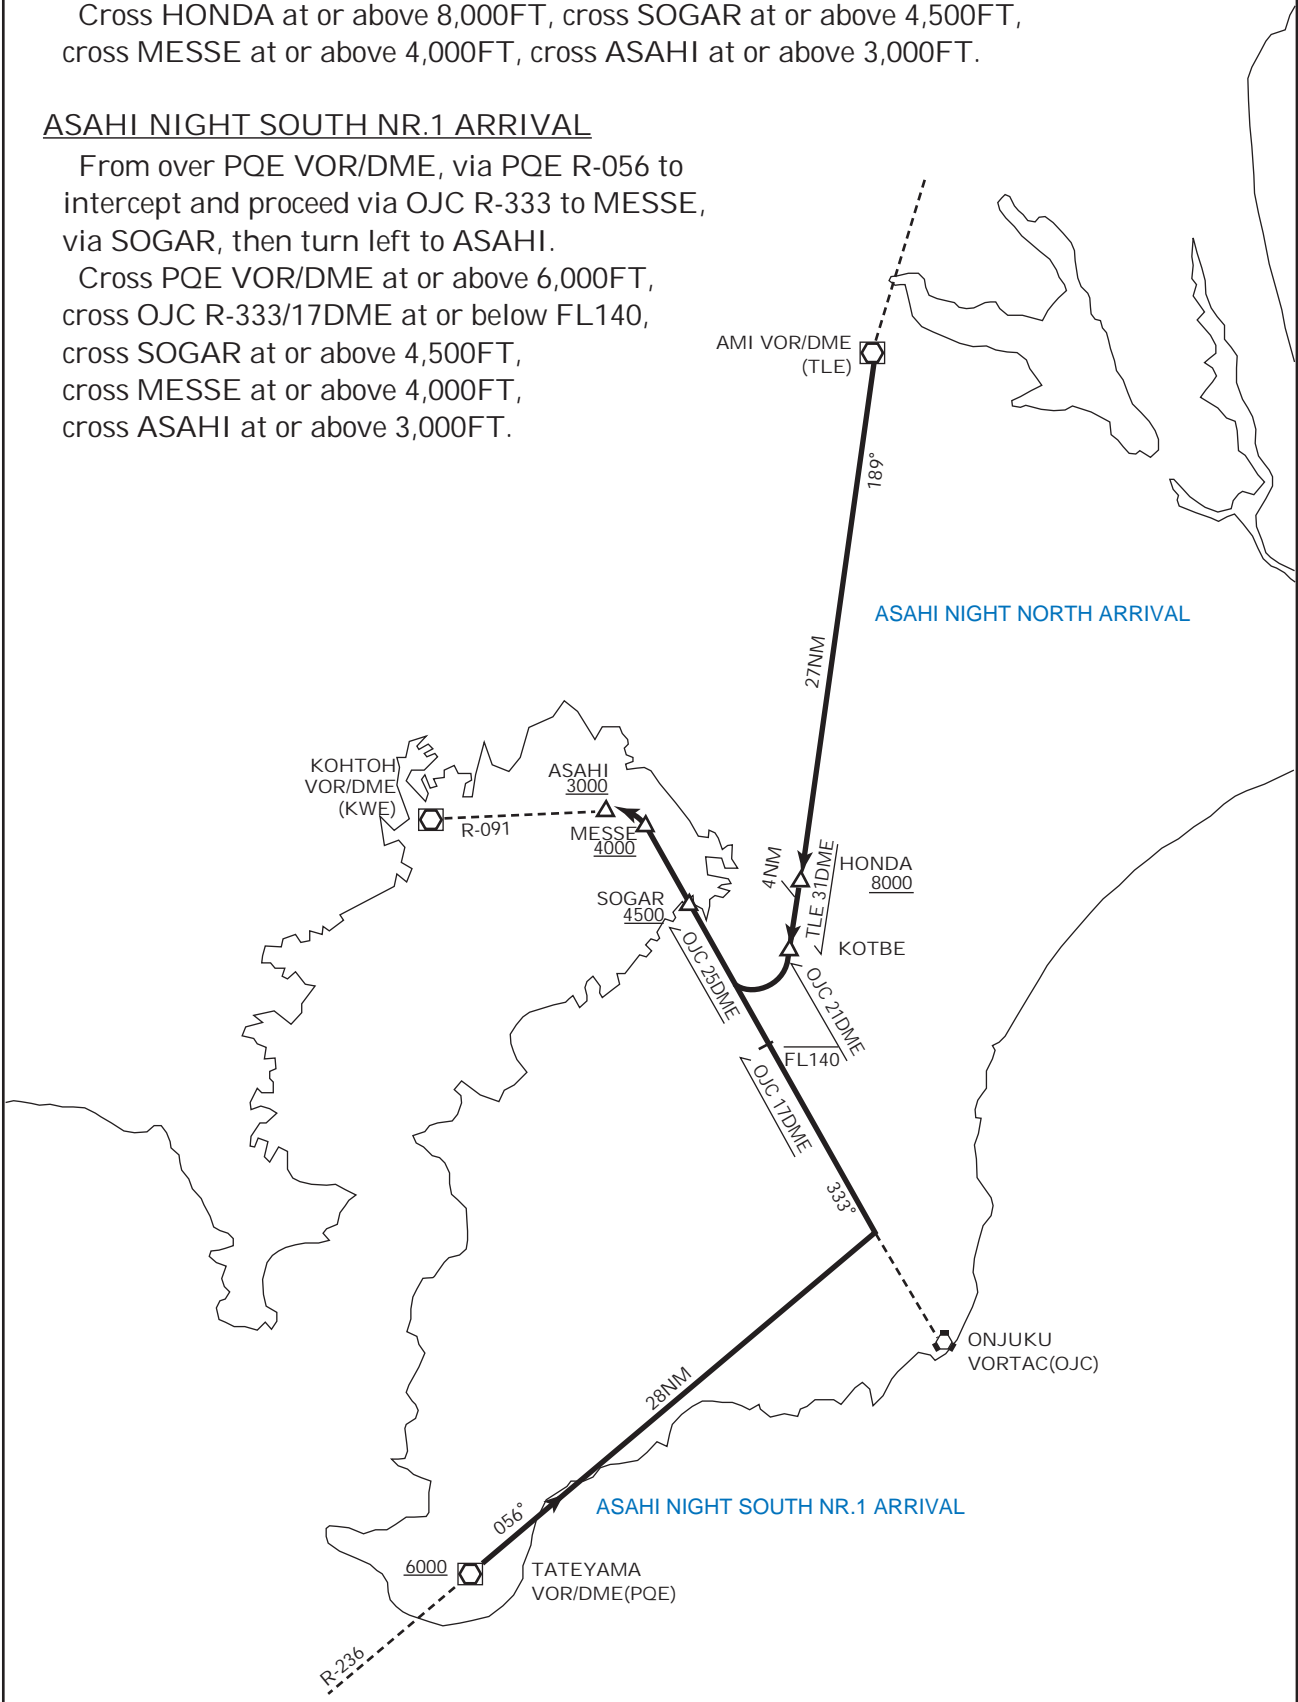 Cross HONDA at or above 8,000FT, cross SOGAR at or above 4,500FT,
cross MESSE at or above 4,000FT, cross ASAHI at or above 3,000FT.
ASAHI NIGHT SOUTH NR.1 ARRIVAL
From over PQE VOR/DME, via PQE R-056 to
intercept and proceed via OJC R-333 to MESSE,
via SOGAR, then turn left to ASAHI.
Cross PQE VOR/DME at or above 6,000FT,
cross OJC R-333/17DME at or below FL140,
cross SOGAR at or above 4,500FT,
cross MESSE at or above 4,000FT,
cross ASAHI at or above 3,000FT.
AMI VOR/DME
(TLE)
189°
ASAHI NIGHT NORTH ARRIVAL
27NM
KOHTOH
VOR/DME
(KWE)
R-091
ASAHI
3000
MESSE
4000
SOGAR
4500
4NM
TLE 31DME
HONDA
8000
KOTBE
OJC 25DME
OJC 21DME
FL140
OJC 17DME
333°
ONJUKU
VORTAC(OJC)
28NM
056°
ASAHI NIGHT SOUTH NR.1 ARRIVAL
6000
TATEYAMA
VOR/DME(PQE)
R-236